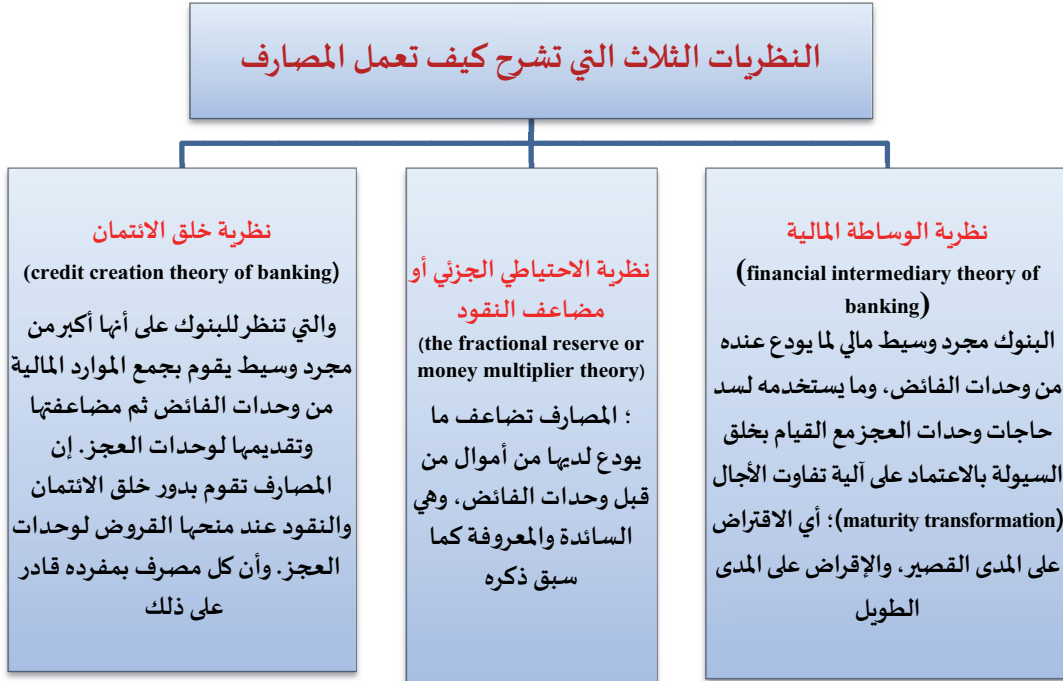 النظريات الثلاث التي تشرح كيف تعمل المصارف
نظرية الوساطة المالية
(financial intermediary theory of
banking)
البنوك مجرد وسيط مالي لما يودع عنده
من وحدات الفائض، وما يستخدمه لسد
حاجات وحدات العجز مع القيام بخلق
السيولة بالاعتماد على آلية تفاوت الأجال
(maturity transformation)؛ أي الاقتراض
على المدى القصير، والإقراض على المدى
الطويل
نظرية الاحتياطي الجزئي أو
مضاعف النقود
(the fractional reserve or
money multiplier theory)
؛ المصارف تضاعف ما
يودع لديها من أموال من
قبل وحدات الفائض، وهي
السائدة والمعروفة كما
سبق ذكره
نظرية خلق الائتمان
(credit creation theory of banking)
والتي تنظر للبنوك على أنها أكبر من
مجرد وسيط يقوم بجمع الموارد المالية
من وحدات الفائض ثم مضاعفتها
وتقديمها لوحدات العجز. إن
المصارف تقوم بدور خلق الائتمان
والنقود عند منحها القروض لوحدات
العجز. وأن كل مصرف بمفرده قادر
على ذلك